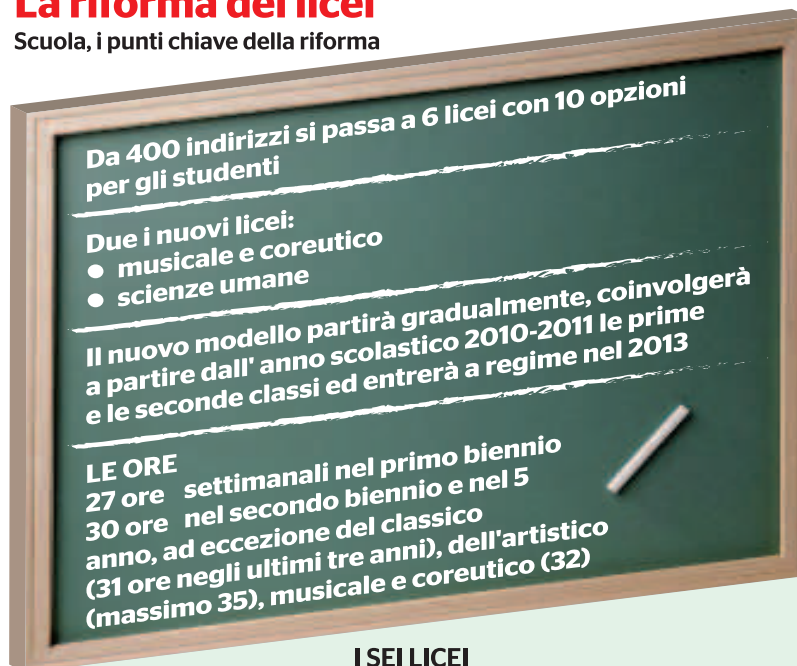 La riforma dei licei
Scuola, i punti chiave della riforma
Da 400 indirizzi si passa a 6 licei con 10 opzioni
per gli studenti
Due i nuovi licei:
● musicale e coreutico
● scienze umane
Il nuovo modello partirà gradualmente, coinvolgerà
a partire dall' anno scolastico 2010-2011 le prime
e le seconde classi ed entrerà a regime nel 2013
LE ORE
27 ore settimanali nel primo biennio
30 ore nel secondo biennio e nel 5
anno, ad eccezione del classico
(31 ore negli ultimi tre anni), dell'artistico
(massimo 35), musicale e coreutico (32)
I SEI LICEI